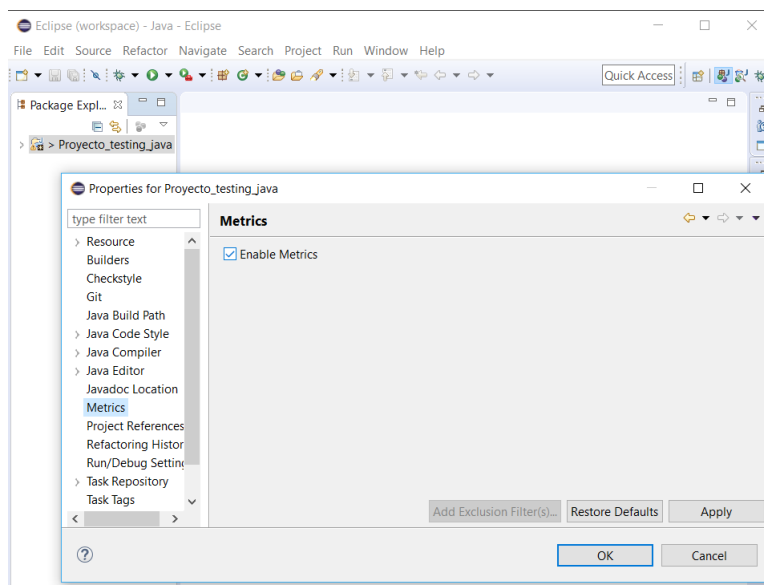 Eclipse (workspace) - Java - Eclipse
File Edit Source Refactor Navigate Search Project Run Window Help
Quick Access
Package Expl...
> Proyecto_testing_java
Properties for Proyecto_testing_java
type filter text
Metrics
Resource
Enable Metrics
Builders
Checkstyle
Git
Java Build Path
Java Code Style
Java Compiler
Java Editor
Javadoc Location
Metrics
Project References
Refactoring Histor
Run/Debug Setting
Task Repository
Task Tags
Add Exclusion Filter(s)... Restore Defaults Apply
OK Cancel